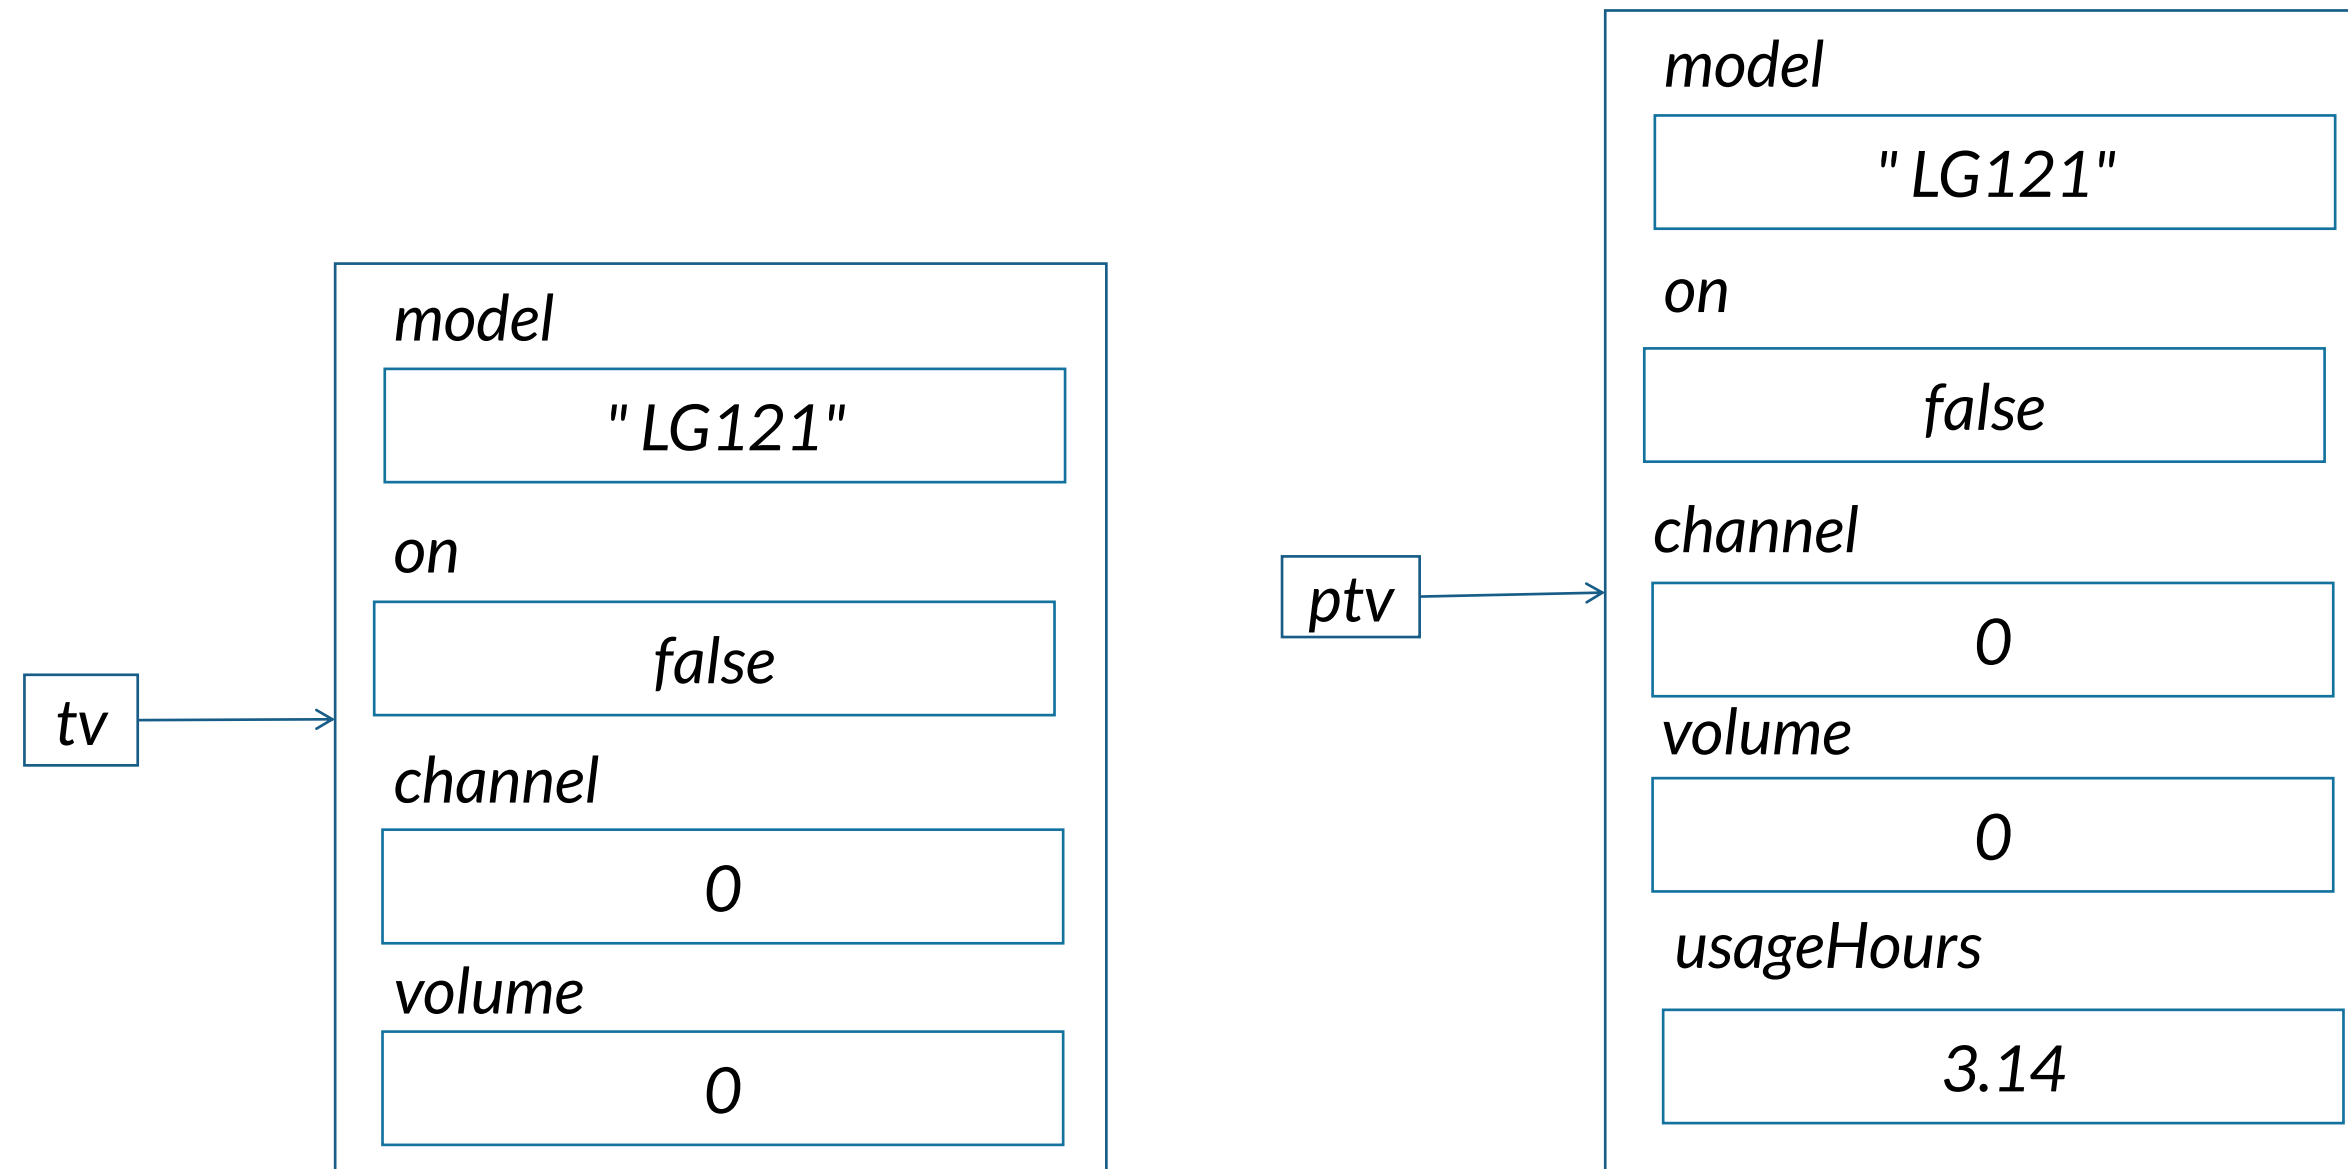 tv
model
" LG121"
on
false
channel
0
volume
0
ptv
model
" LG121"
on
false
channel
0
volume
0
usageHours
3.14